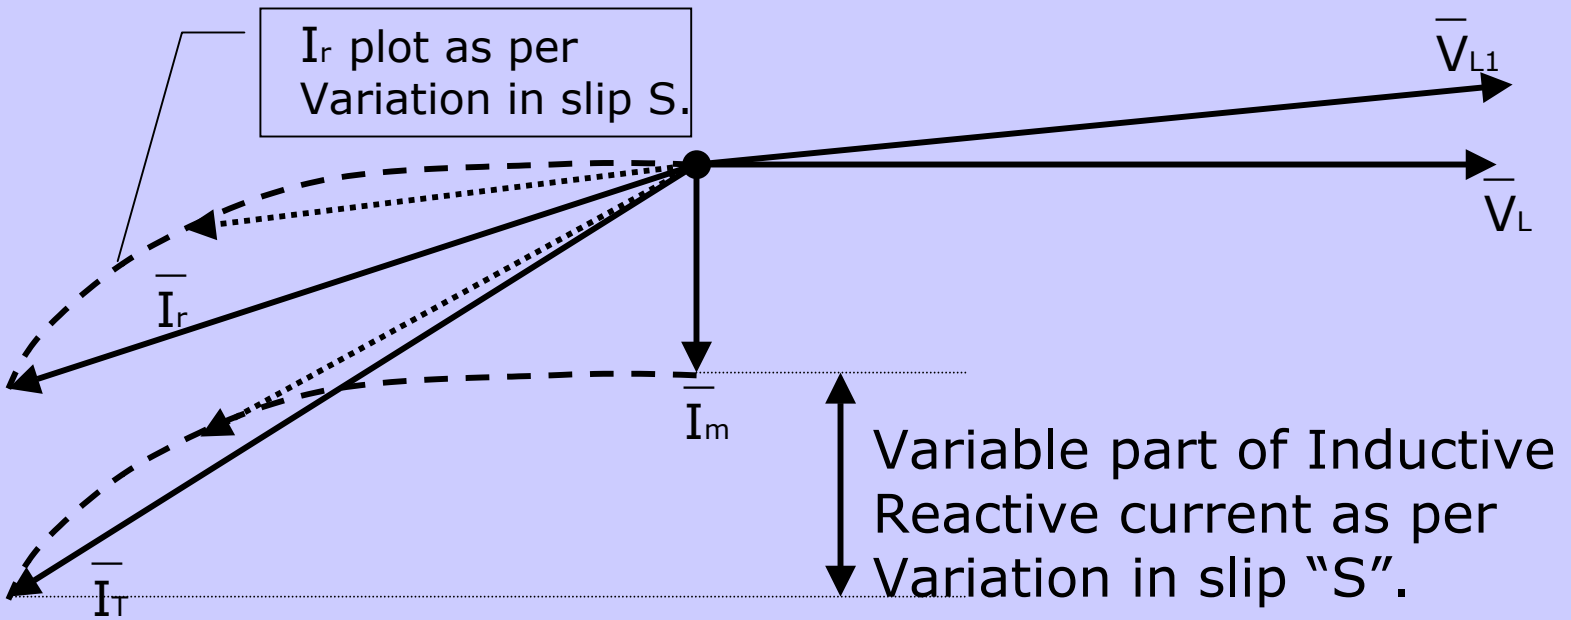 Ir plot as per
Variation in slip S.
VL1
VL
Ir
Im
Variable part of Inductive
Reactive current as per
Variation in slip “S”.
IT